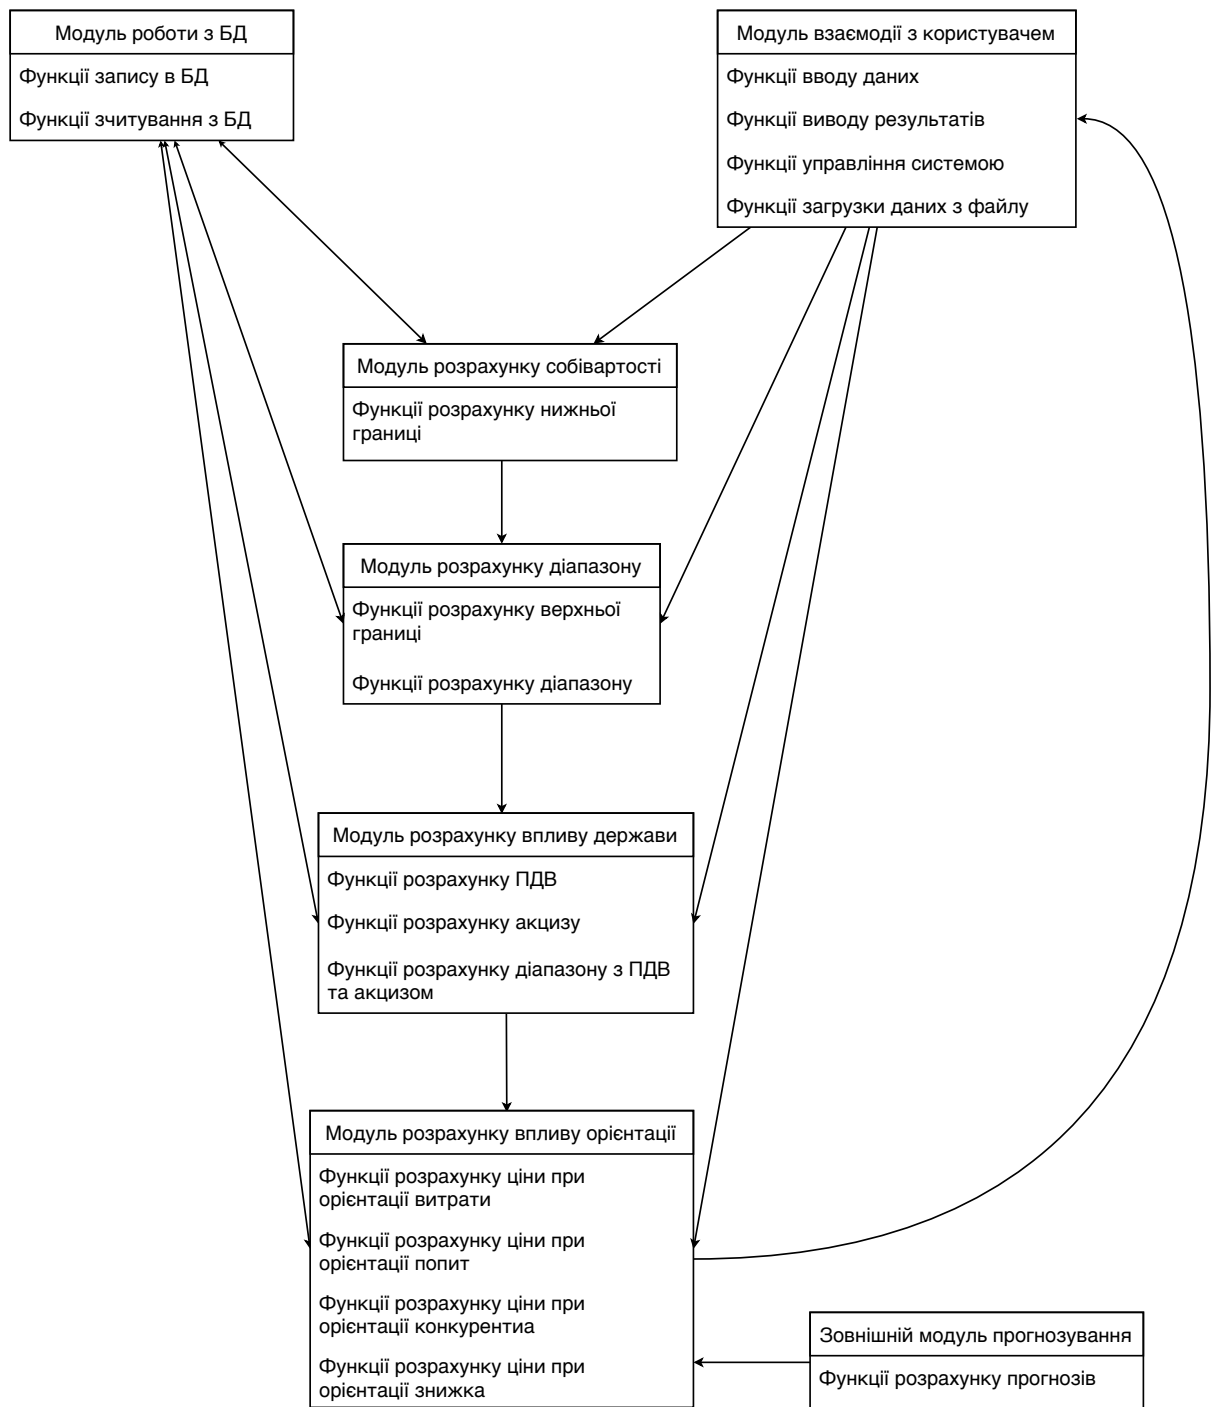 Модуль роботи з БД
Функції запису в БД
Функції зчитування з БД
Модуль взаємодії з користувачем
Функції вводу даних
Функції виводу результатів
Функції управління системою
Функції загрузки даних з файлу
Модуль розрахунку собівартості
Функції розрахунку нижньої
границі
Модуль розрахунку діапазону
Функції розрахунку верхньої
границі
Функції розрахунку діапазону
Модуль розрахунку впливу держави
Функції розрахунку ПДВ
Функції розрахунку акцизу
Функції розрахунку діапазону з ПДВ
та акцизом
Модуль розрахунку впливу орієнтації
Функції розрахунку ціни при
орієнтації витрати
Функції розрахунку ціни при
орієнтації попит
Функції розрахунку ціни при
орієнтації конкурентиа
Функції розрахунку ціни при
орієнтації знижка
Зовнішній модуль прогнозування
Функції розрахунку прогнозів